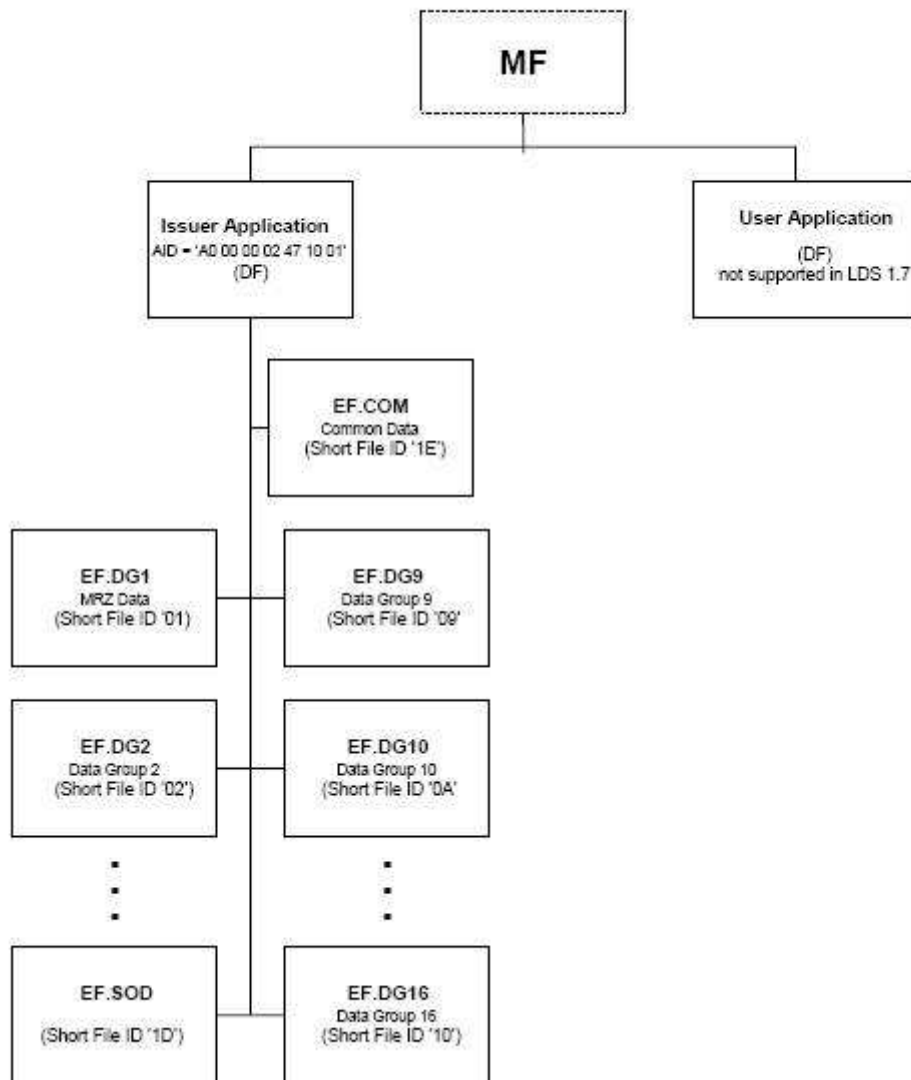 MF
Issuer Application
AID = 'A0 00 00 02 47 10 01'
(DF)
User Application
(DF)
not supported in LDS 1.7
EF.COM
Common Data
(Short File ID '1E')
EF.DG1
MRZ Data
(Short File ID '01)
EF.DG9
Data Group 9
(Short File ID '09'
EF.DG2
Data Group 2
(Short File ID '02')
EF.DG10
Data Group 10
(Short File ID '0A'
EF.SOD
(Short File ID '1D')
EF.DG16
Data Group 16
(Short File ID '10')